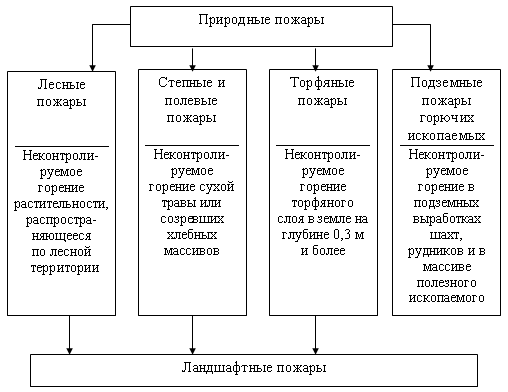 Природные пожары
Лесные
пожары
Неконтроли-
руемое
горение
растительности,
распростра-
няющееся
по лесной
территории
Степные и
полевые
пожары
Неконтроли-
руемое
горение сухой
травы или
созревших
хлебных
массивов
Торфяные
пожары
Неконтроли-
руемое
горение
торфяного
слоя в земле на
глубине 0,3 м
и более
Подземные
пожары
горючих
ископаемых
Неконтроли-
руемое
горение в
подземных
выработках
шахт,
рудников и в
массиве
полезного
ископаемого
Ландшафтные пожары